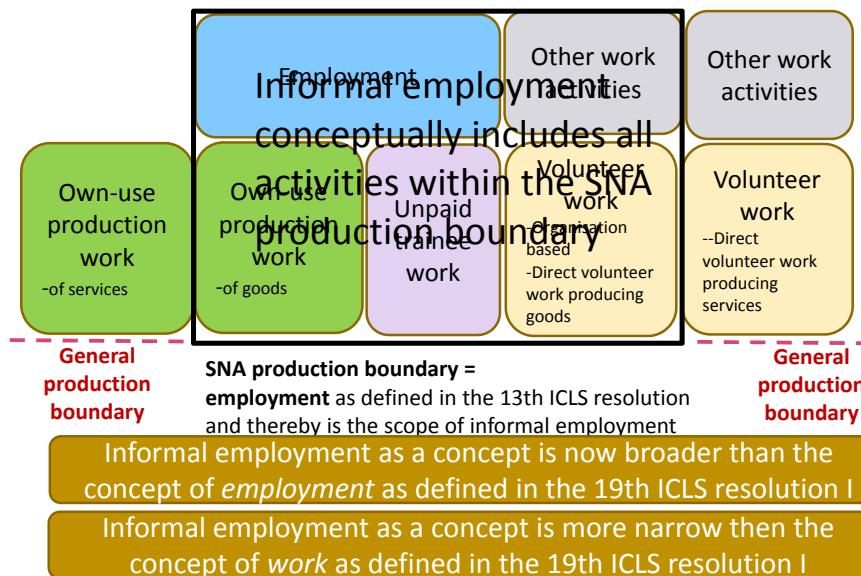 Employment
Other work
activities
Other work
activities
Informal employment
conceptually includes all
activities within the SNA
production boundary
Own-use
production
work
-of services
Own-use
production
work
-of goods
Unpaid
trainee
work
Volunteer
work
-Organisation
based
-Direct volunteer
work producing
goods
Volunteer
work
--Direct
volunteer work
producing
services
General
production
boundary
SNA production boundary =
employment as defined in the 13th ICLS resolution
and thereby is the scope of informal employment
General
production
boundary
Informal employment as a concept is now broader than the
concept of employment as defined in the 19th ICLS resolution I
Informal employment as a concept is more narrow then the
concept of work as defined in the 19th ICLS resolution I